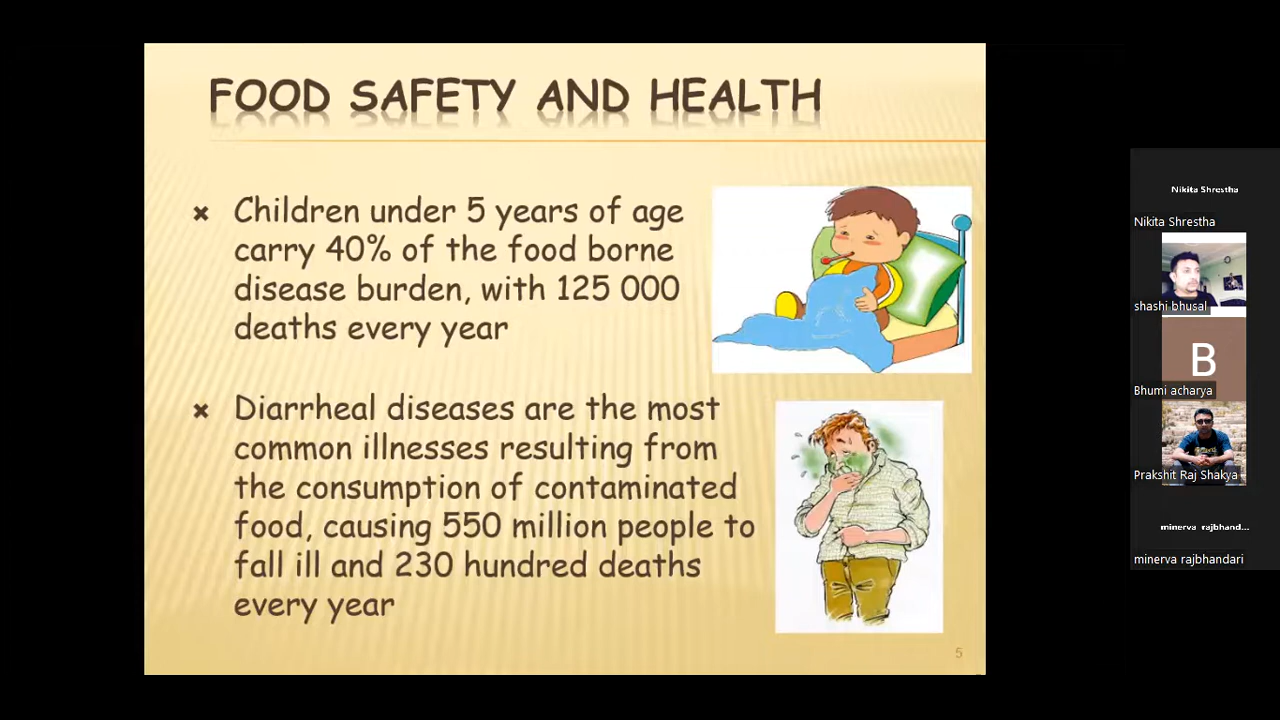 FOOD SAFETY AND HEALTH
Children under 5 years of age
carry 40% of the food borne
disease burden, with 125 000
deaths every year
Diarrheal diseases are the most
common illnesses resulting from
the consumption of contaminated
food, causing 550 million people to
fall ill and 230 hundred deaths
every year
5
Nikita Shrestha
Nikita Shrestha
shashi bhusal
B
Bhumi acharya
Prakshit Raj Shakya
minerva rajbhand...
minerva rajbhandari